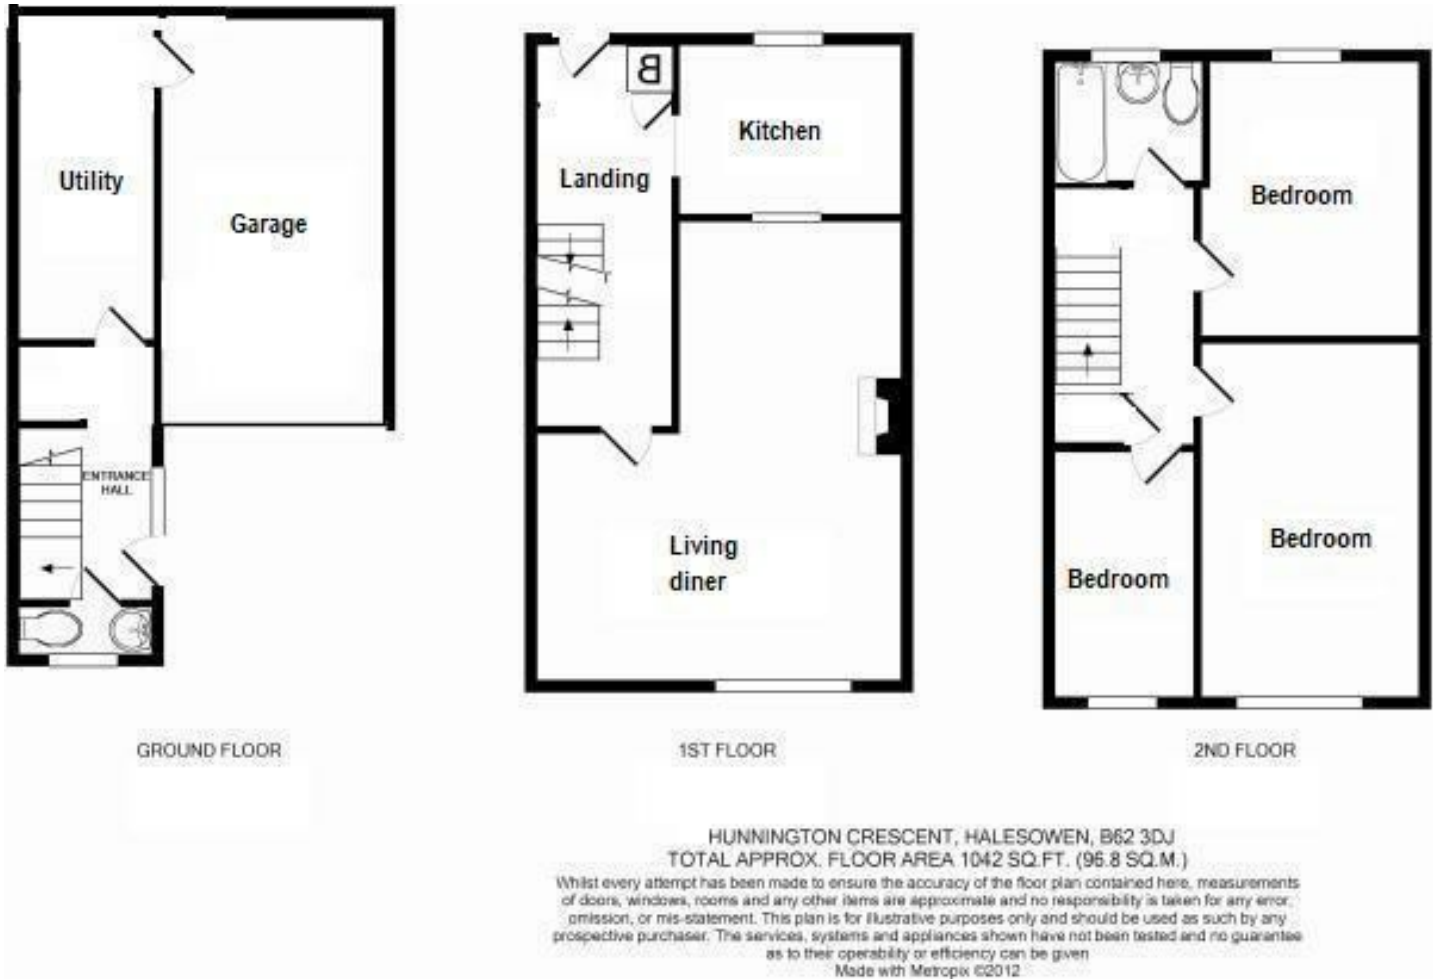 Utility
Garage
ENTRANCE
HALL
GROUND FLOOR
B
Kitchen
Landing
Living
diner
1ST FLOOR
Bedroom
Bedroom
Bedroom
2ND FLOOR
HUNNINGTON CRESCENT, HALESOWEN, B62 3DJ
TOTAL APPROX. FLOOR AREA 1042 SQ.FT. (96.8 SQ.M.)
Whilst every attempt has been made to ensure the accuracy of the floor plan contained here, measurements
of doors, windows, rooms and any other items are approximate and no responsibility is taken for any error,
omission, or mis-statement. This plan is for illustrative purposes only and should be used as such by any
prospective purchaser. The services, systems and appliances shown have not been tested and no guarantee
as to their operability or efficiency can be given
Made with Metropix ©2012